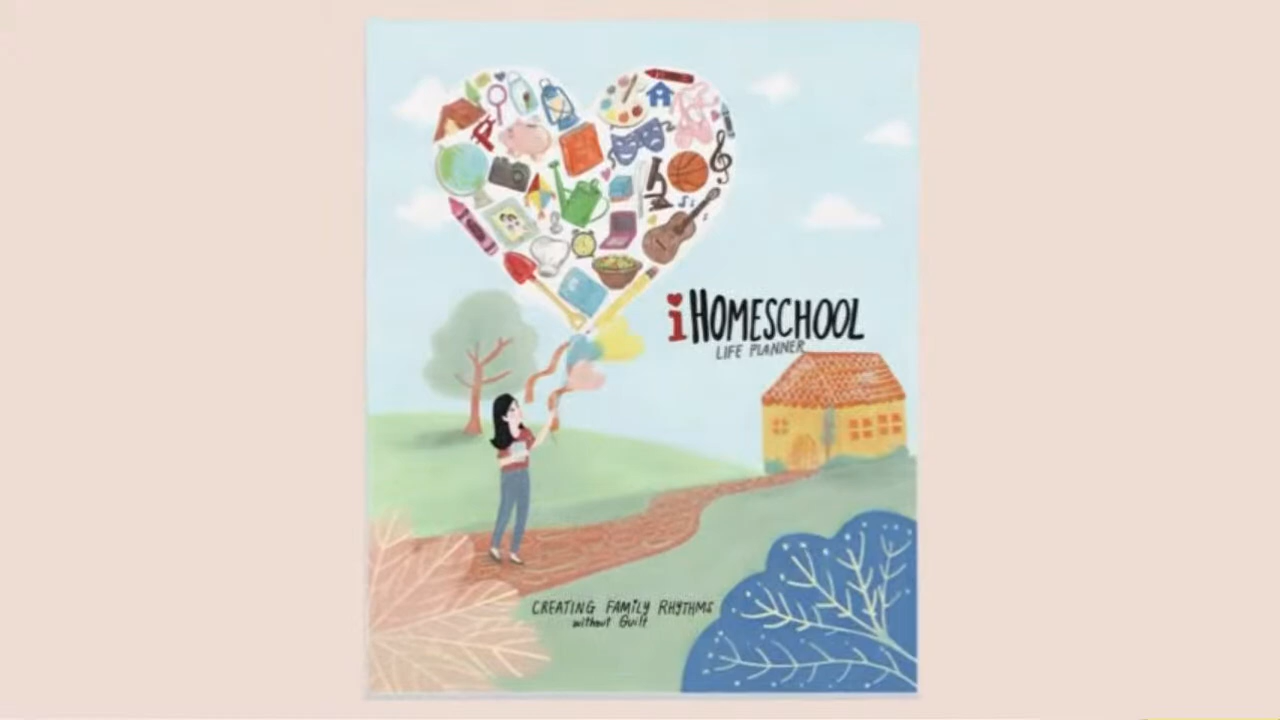 iHOMESCHOOL
LIFE PLANNER
CREATING FAMILY RHYTHMS
without Guilt